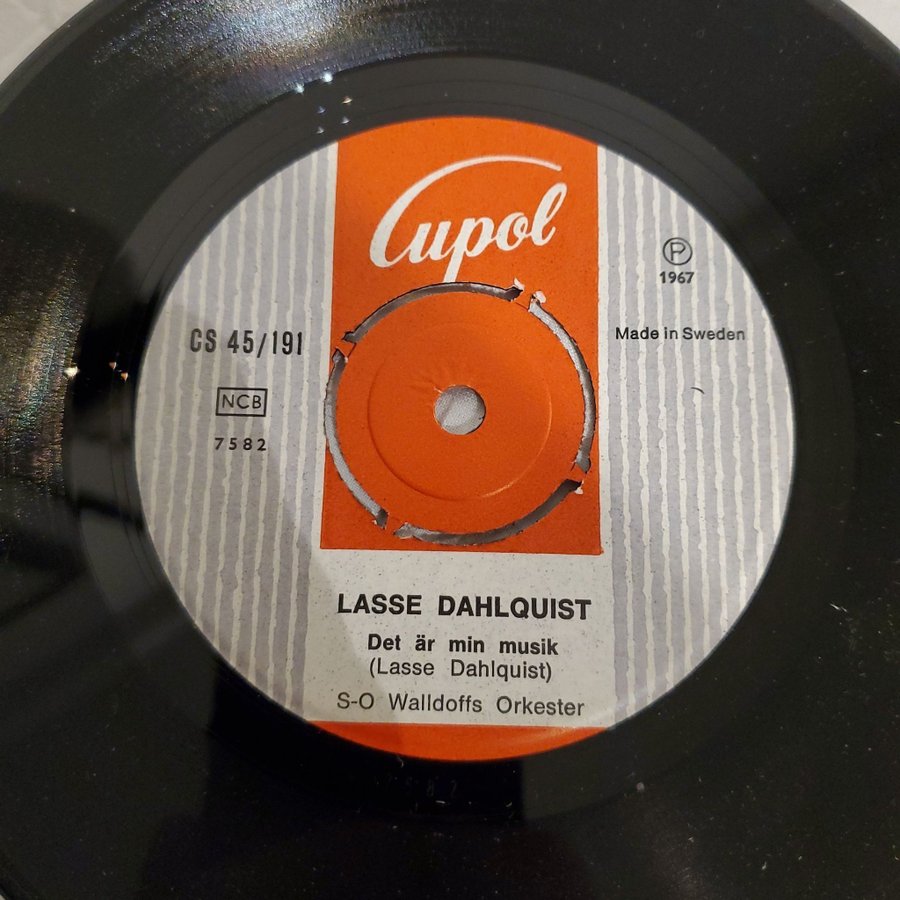 Cupol
℗
1967
CS 45/191
Made in Sweden
NCB
7582
LASSE DAHLQUIST
Det är min musik
(Lasse Dahlquist)
S-O Walldoffs Orkester